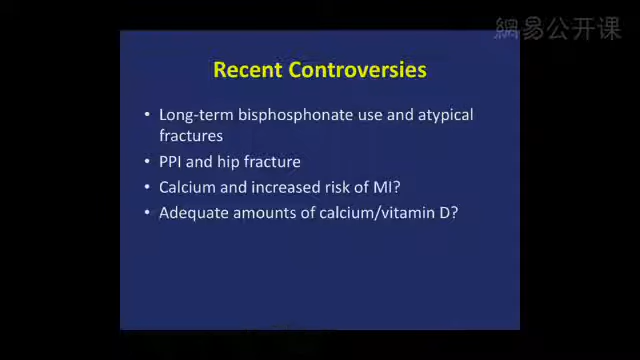 網易公开课
Recent Controversies
• Long-term bisphosphonate use and atypical
fractures
• PPI and hip fracture
• Calcium and increased risk of MI?
• Adequate amounts of calcium/vitamin D?